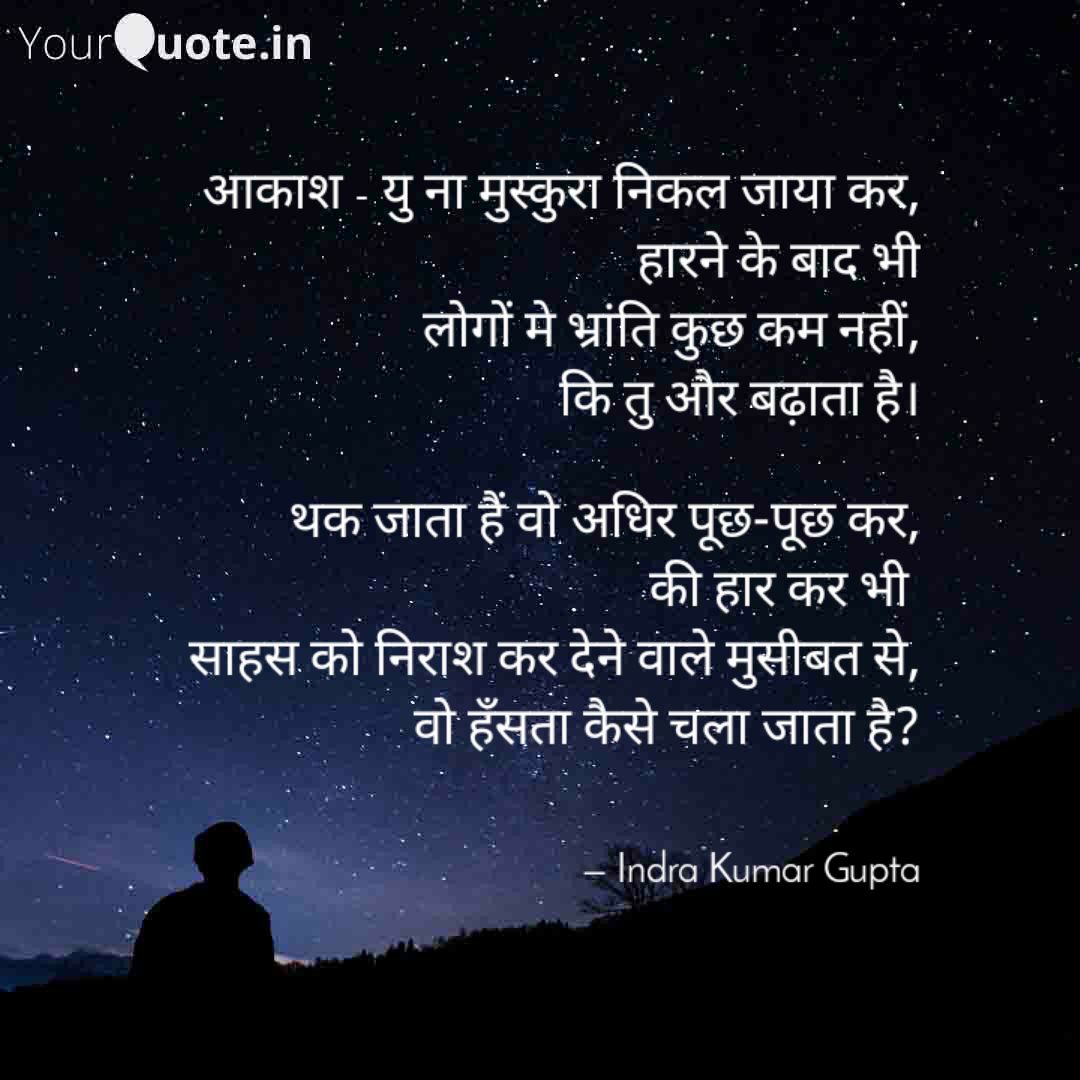 YourQuote.in
आकाश - यु ना मुस्कुरा निकल जाया कर,
हारने के बाद भी
लोगों मे भ्रांति कुछ कम नहीं,
कि तु और बढ़ाता है।
थक जाता हैं वो अधिर पूछ-पूछ कर,
की हार कर भी
साहस को निराश कर देने वाले मुसीबत से,
वो हँसता कैसे चला जाता है?
– Indra Kumar Gupta